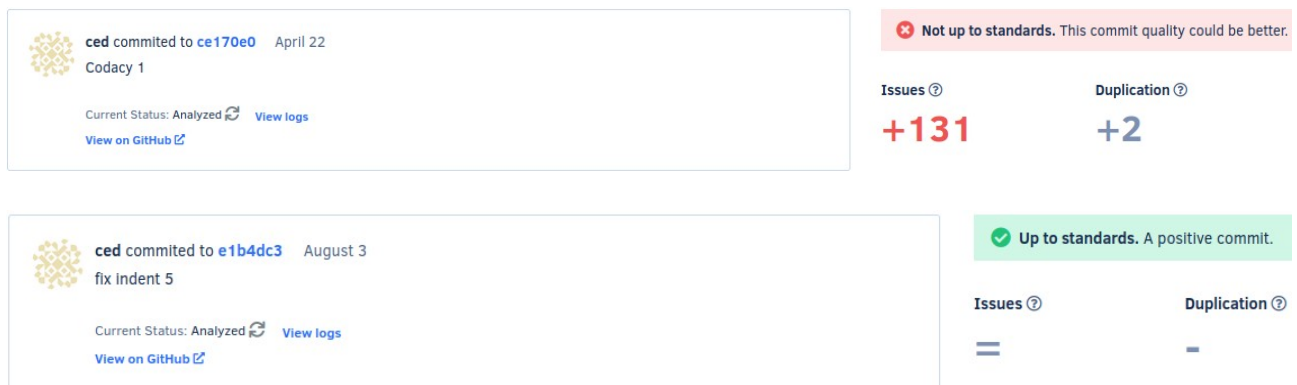 ced commited to ce170e0 April 22
Codacy 1
Current Status: Analyzed View logs
View on GitHub
Not up to standards. This commit quality could be better.
Issues ?
Duplication ?
+131
+2
ced commited to e1b4dc3 August 3
fix indent 5
Current Status: Analyzed View logs
View on GitHub
Up to standards. A positive commit.
Issues ?
Duplication ?
=
-